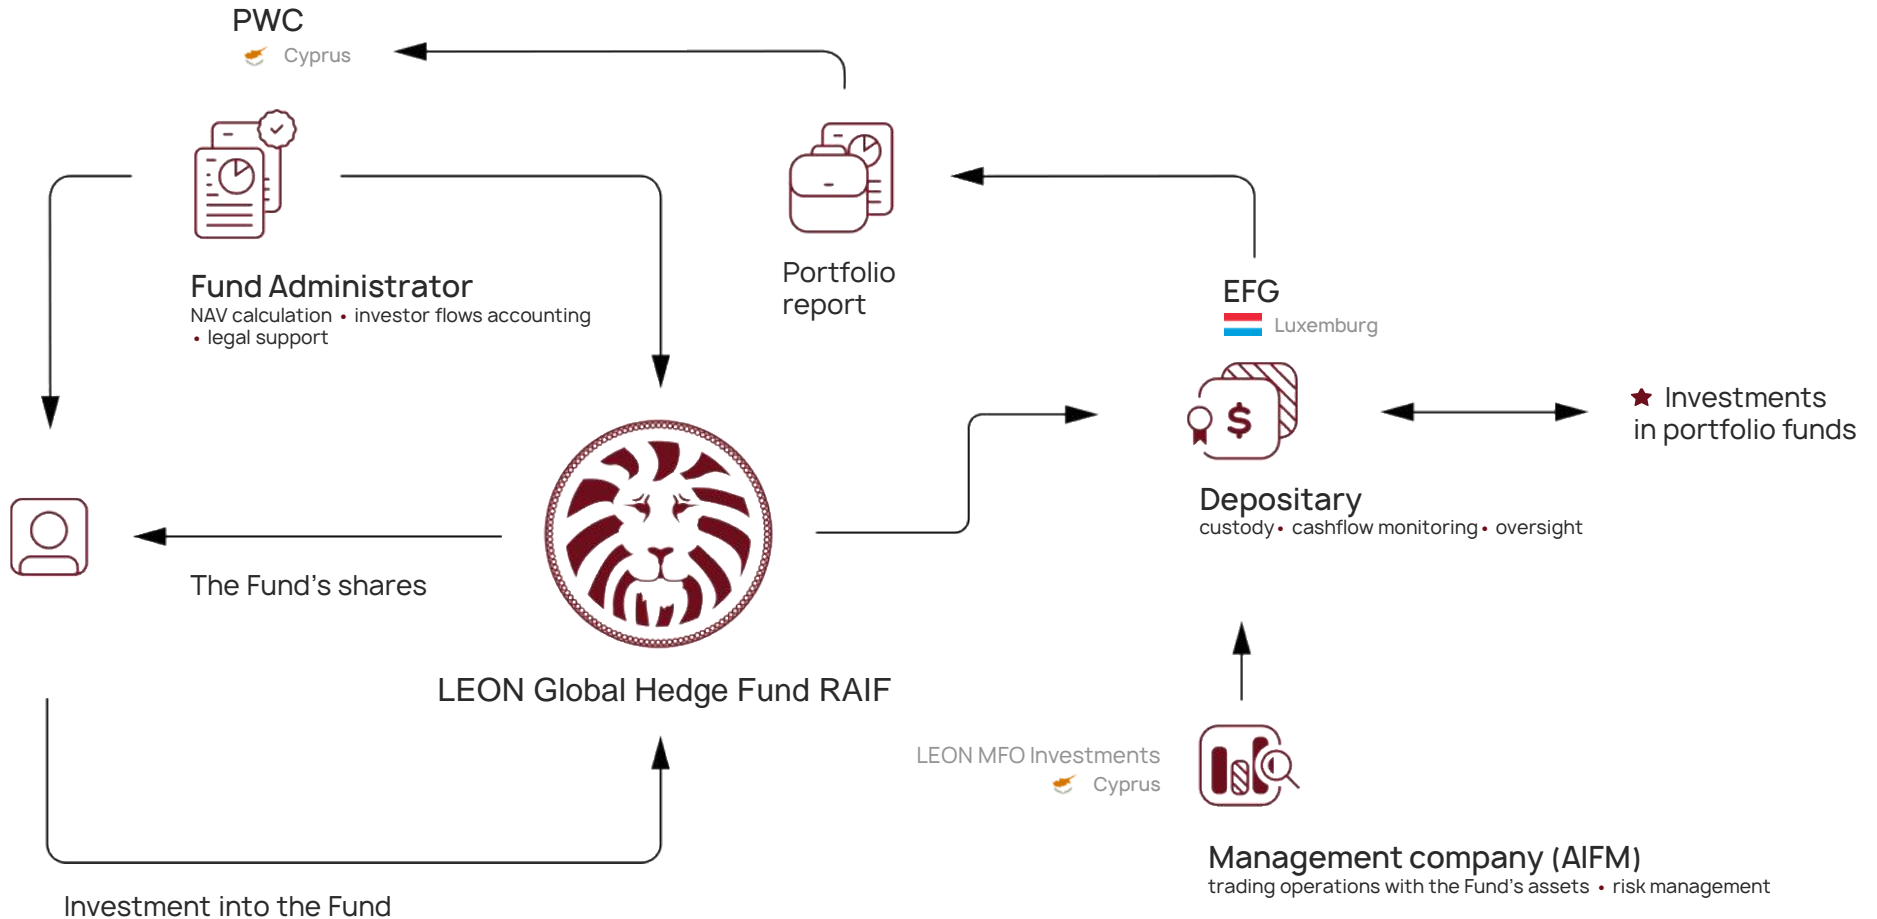 PWC
Cyprus
Fund Administrator
NAV calculation • investor flows accounting
• legal support
Portfolio
report
EFG
Luxemburg
$
Investments
in portfolio funds
Depositary
custody • cashflow monitoring • oversight
The Fund's shares
LEON Global Hedge Fund RAIF
LEON MFO Investments
Cyprus
Management company (AIFM)
trading operations with the Fund's assets • risk management
Investment into the Fund